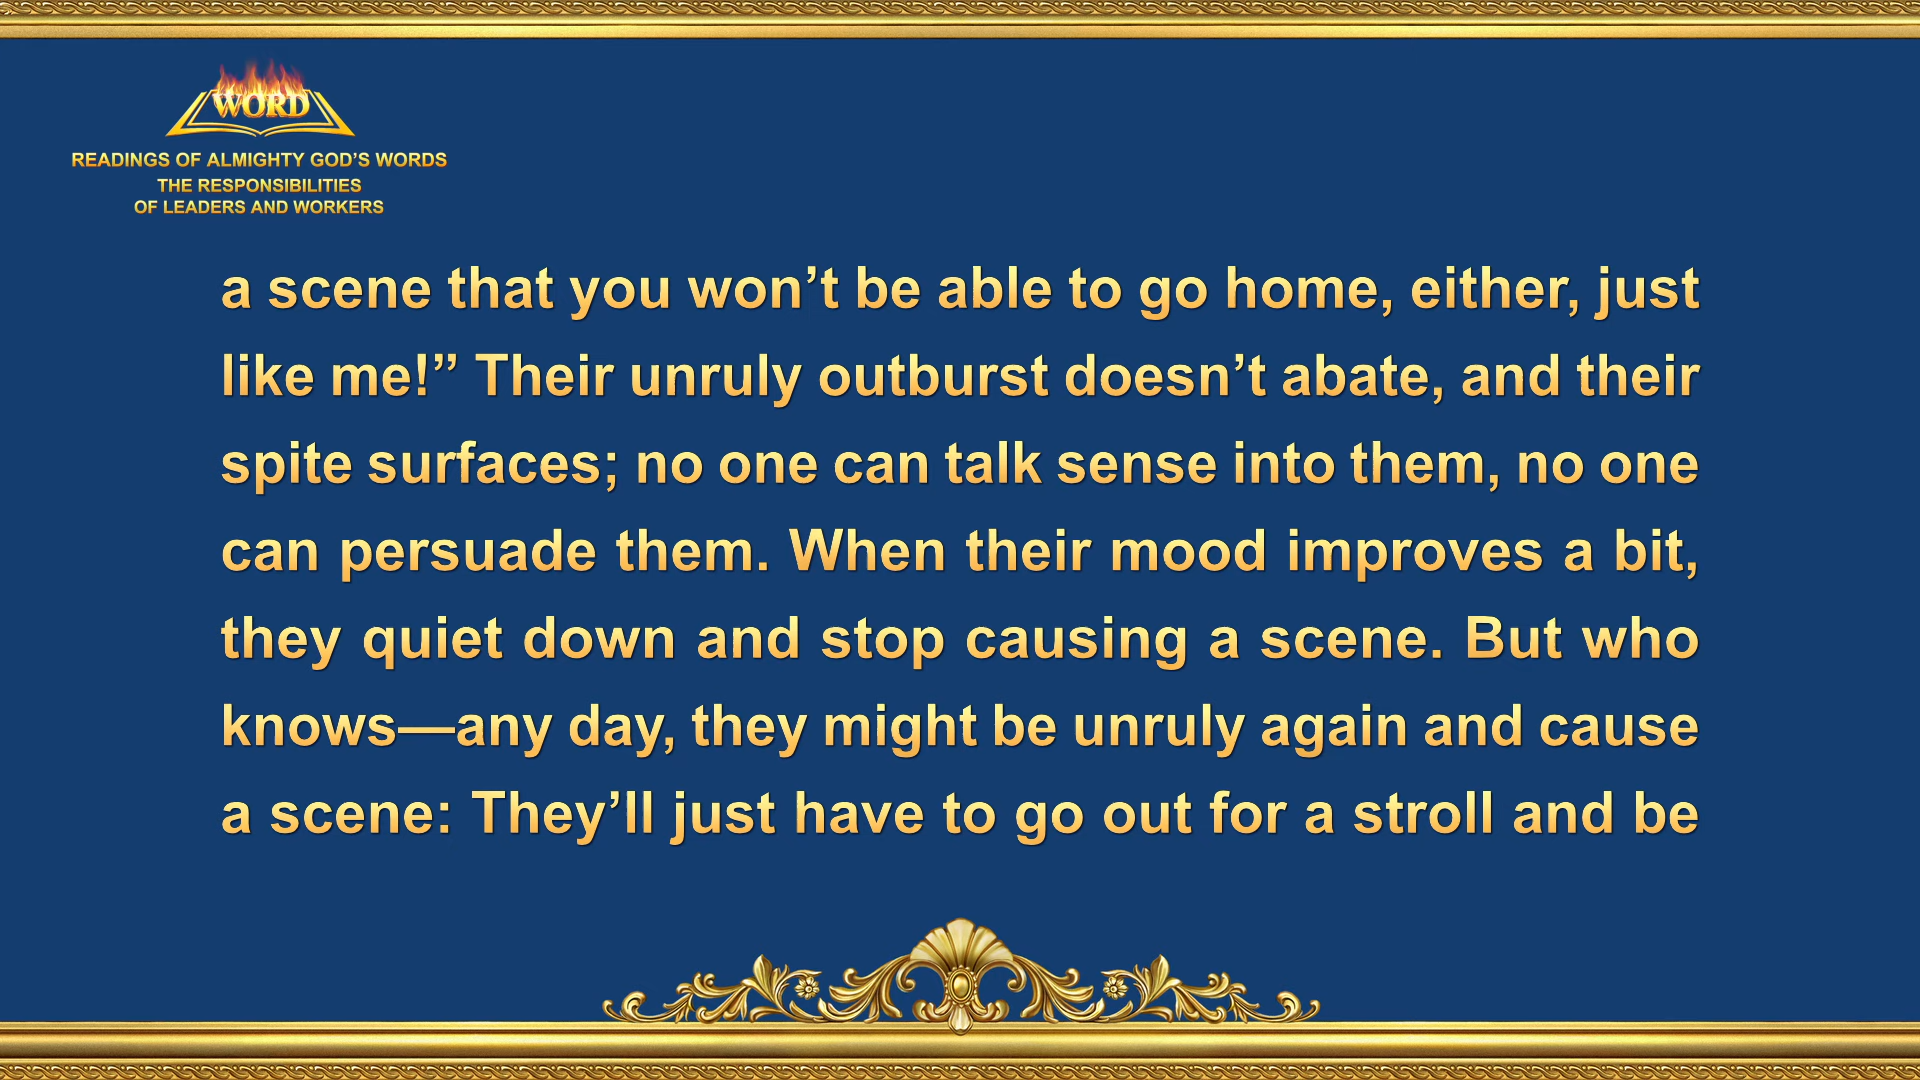 WORD
READINGS OF ALMIGHTY GOD’S WORDS
THE RESPONSIBILITIES
OF LEADERS AND WORKERS
a scene that you won’t be able to go home, either, just
like me!” Their unruly outburst doesn’t abate, and their
spite surfaces; no one can talk sense into them, no one
can persuade them. When their mood improves a bit,
they quiet down and stop causing a scene. But who
knows—any day, they might be unruly again and cause
a scene: They’ll just have to go out for a stroll and be